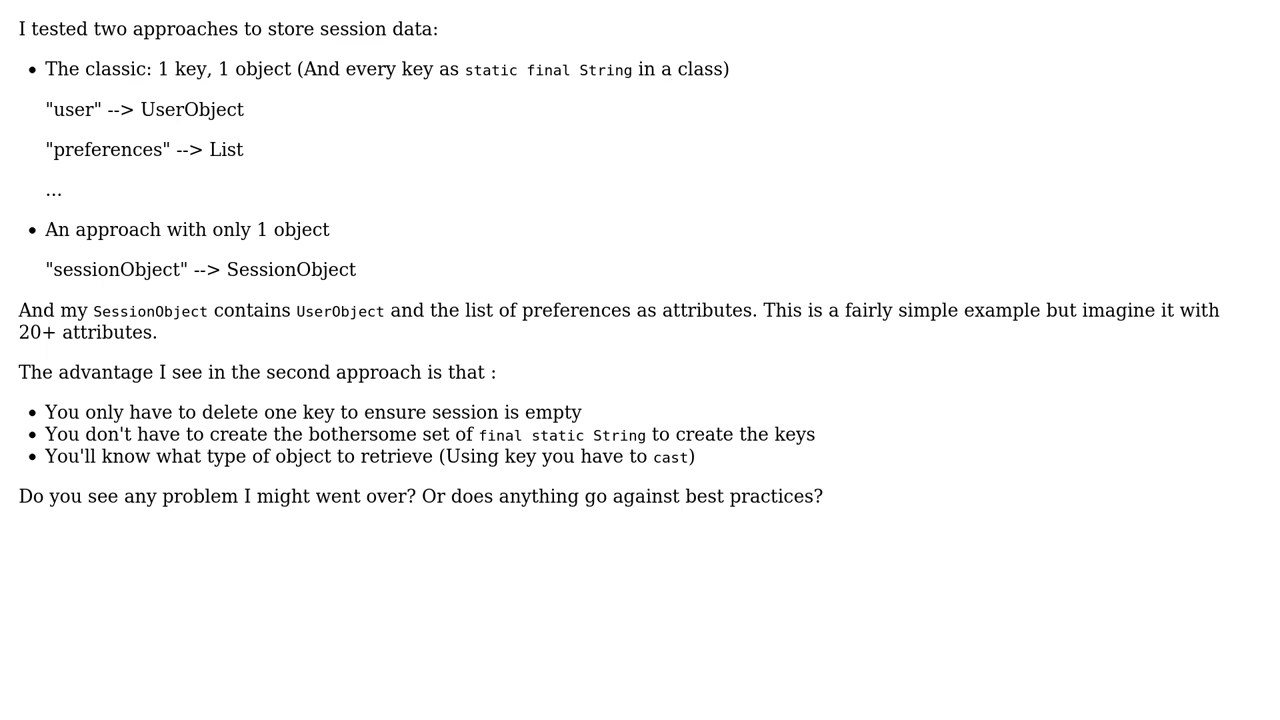 I tested two approaches to store session data:
• The classic: 1 key, 1 object (And every key as static final String in a class)
"user" --> UserObject
"preferences" --> List
...
• An approach with only 1 object
"sessionObject" --> SessionObject
And my SessionObject contains UserObject and the list of preferences as attributes. This is a fairly simple example but imagine it with
20+ attributes.
The advantage I see in the second approach is that :
• You only have to delete one key to ensure session is empty
• You don't have to create the bothersome set of final static String to create the keys
• You'll know what type of object to retrieve (Using key you have to cast)
Do you see any problem I might went over? Or does anything go against best practices?